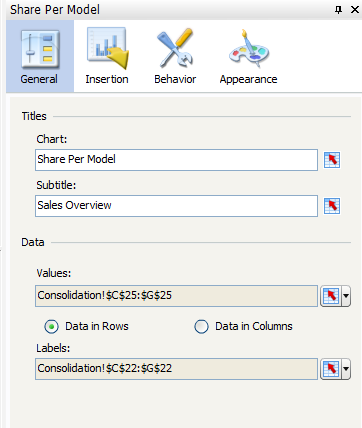 Share Per Model
General Insertion Behavior Appearance
Titles
Chart:
Share Per Model
Subtitle:
Sales Overview
Data
Values:
Consolidation!$C$25:$G$25
Data in Rows Data in Columns
Labels:
Consolidation!$C$22:$G$22